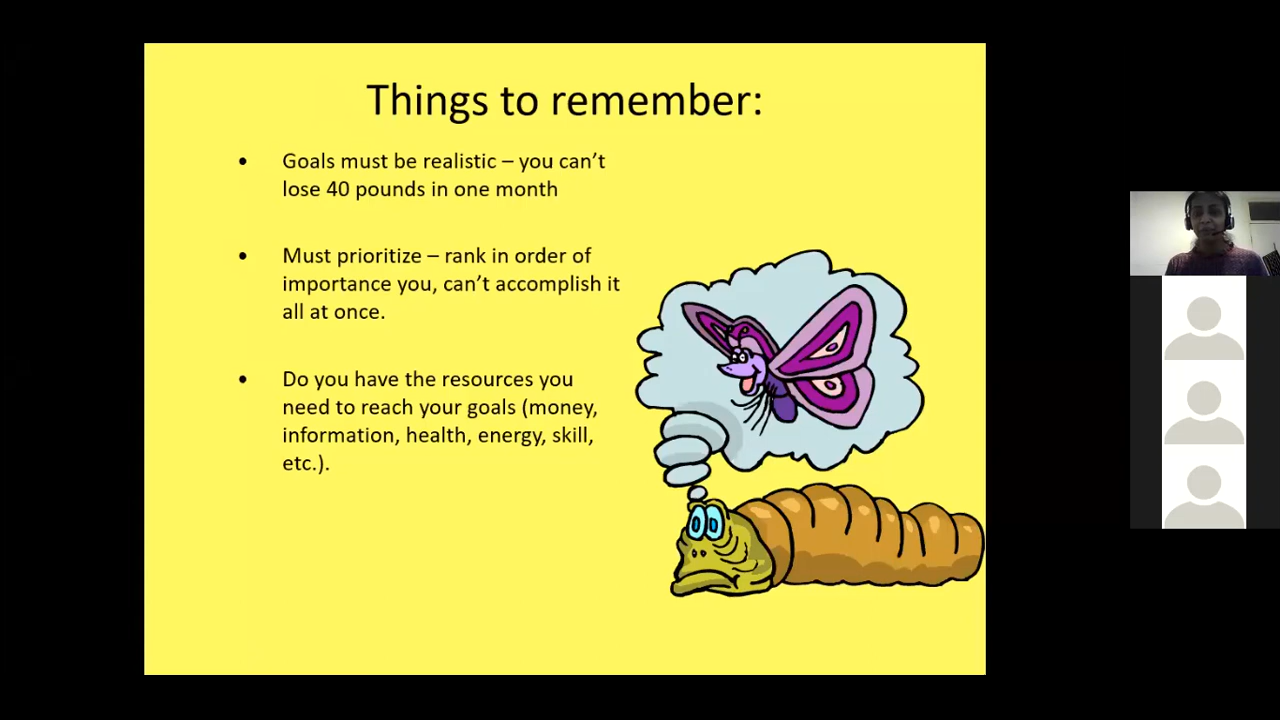 Things to remember:
• Goals must be realistic – you can't
lose 40 pounds in one month
• Must prioritize – rank in order of
importance you, can't accomplish it
all at once.
• Do you have the resources you
need to reach your goals (money,
information, health, energy, skill,
etc.).